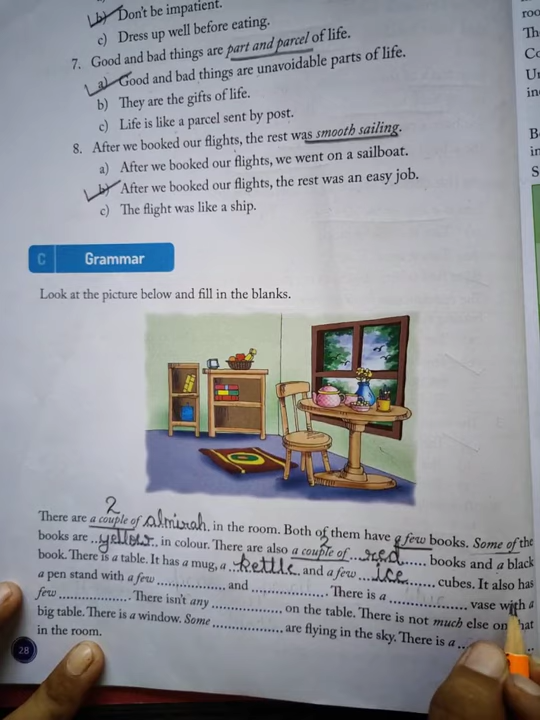 b) Don't be impatient.
c) Dress up well before eating.
7. Good and bad things are part and parcel of life.
a) Good and bad things are unavoidable parts of life.
b) They are the gifts of life.
c) Life is like a parcel sent by post.
8. After we booked our flights, the rest was smooth sailing.
a) After we booked our flights, we went on a sailboat.
b) After we booked our flights, the rest was an easy job.
c) The flight was like a ship.
C Grammar
Look at the picture below and fill in the blanks.
2
There are a couple of almirah. in the room. Both of them have a few books. Some of the
books are ..yellow.. in colour. There are also a couple of ...red..... books and a black
2
book. There is a table. It has a mug, a ..kettle. and a few ...ice..... cubes. It also has
a pen stand with a few .................. and .................. There is a .................. vase with a
few .................. . There isn't any .................. on the table. There is not much else on that
big table. There is a window. Some .................. are flying in the sky. There is a ..
in the room.
28
roo
Th
Co
in
B
in
S